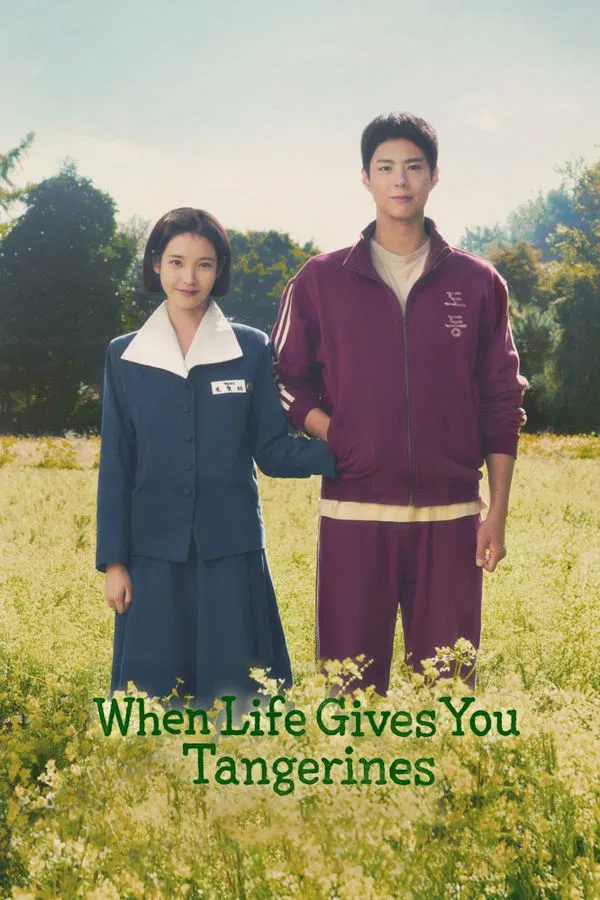 도
동
When Life Gives You
Tangerines